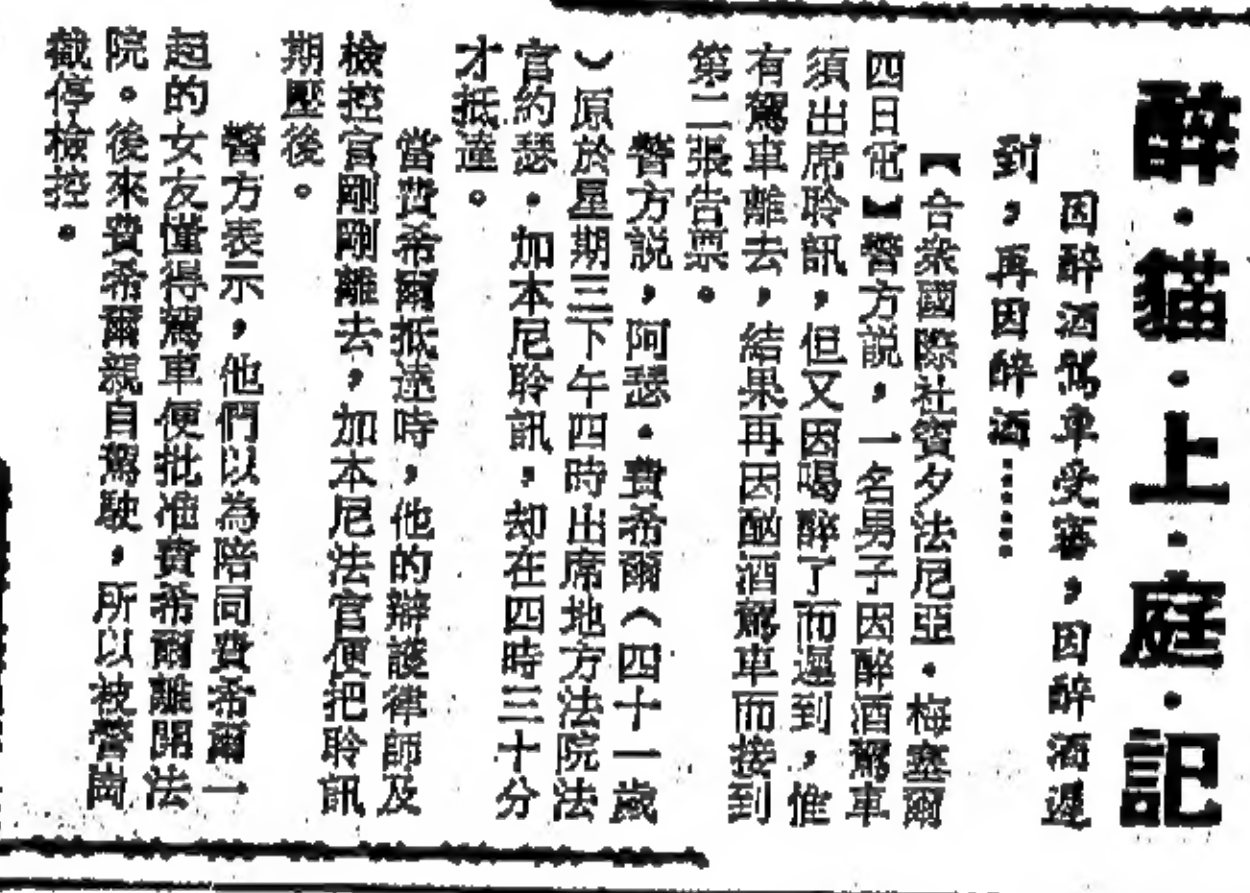 醉·貓·上·庭·記
因醉酒駕車受審，因醉酒遲
到，再因醉酒……
【合衆國際社賓夕法尼亞·梅塞爾
四日電】警方説，一名男子因醉酒駕車
須出席聆訊，但又因喝醉了而遲到，惟
有駕車離去，結果再因酗酒駕車而接到
第二張告票。
警方説，阿瑟·費希爾（四十一歲
）原於星期三下午四時出席地方法院法
官約瑟·加本尼聆訊，却在四時三十分
才抵達。
當費希爾抵達時，他的辯護律師及
檢控官剛剛離去，加本尼法官便把聆訊
期壓後。
警方表示，他們以為陪同費希爾一
起的女友懂得駕車便批准費希爾離開法
院。後來費希爾親自駕駛，所以被警崗
截停檢控。